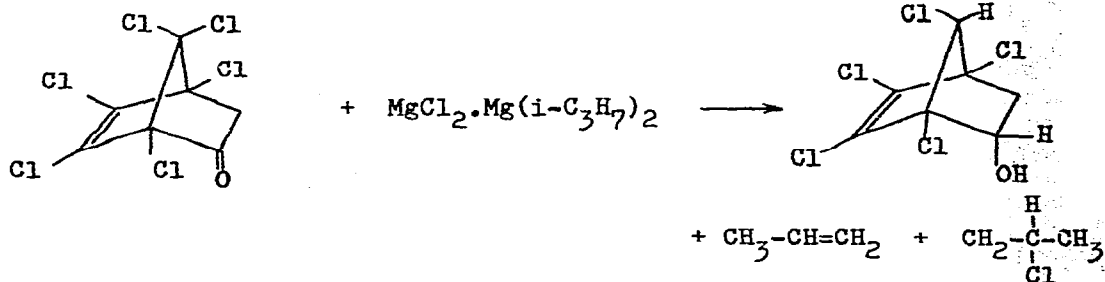 Cl Cl
Cl
Cl
Cl
Cl
O
+ MgCl₂.Mg(i-C₃H₇)₂
Cl H
Cl
Cl
Cl
Cl
H
OH
+ CH₃-CH=CH₂ + CH₂-C-CH₃
H
Cl